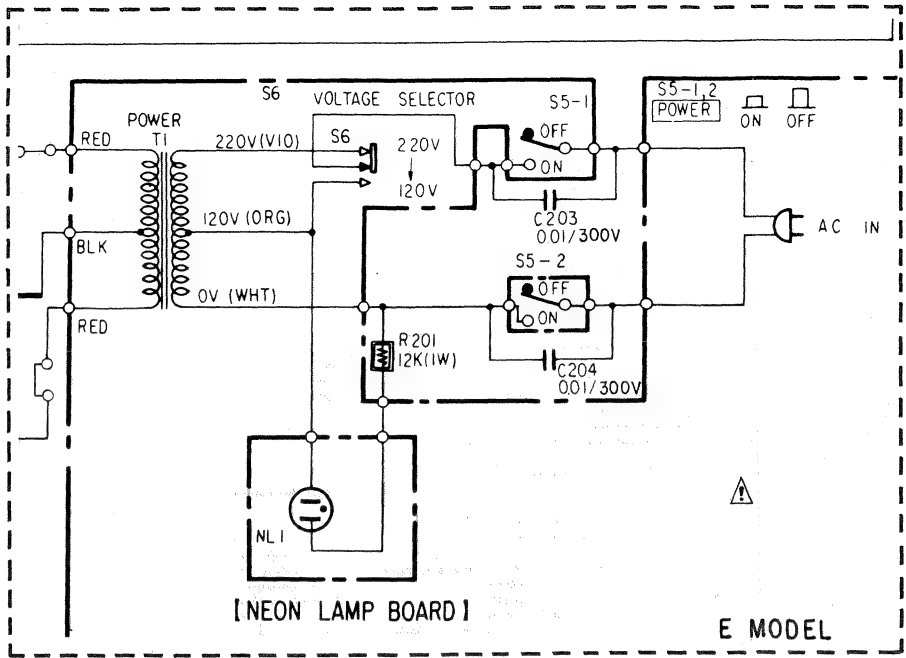 S6
VOLTAGE SELECTOR
S5-1
S5-1,2
POWER
ON
OFF
POWER
T1
RED
220V(VIO)
S6
220V
120V
OFF
ON
120V(ORG)
BLK
C203
0.01/300V
AC IN
S5-2
0V (WHT)
OFF
ON
RED
R201
12K(1W)
C204
0.01/300V
NL1
[NEON LAMP BOARD]
E MODEL